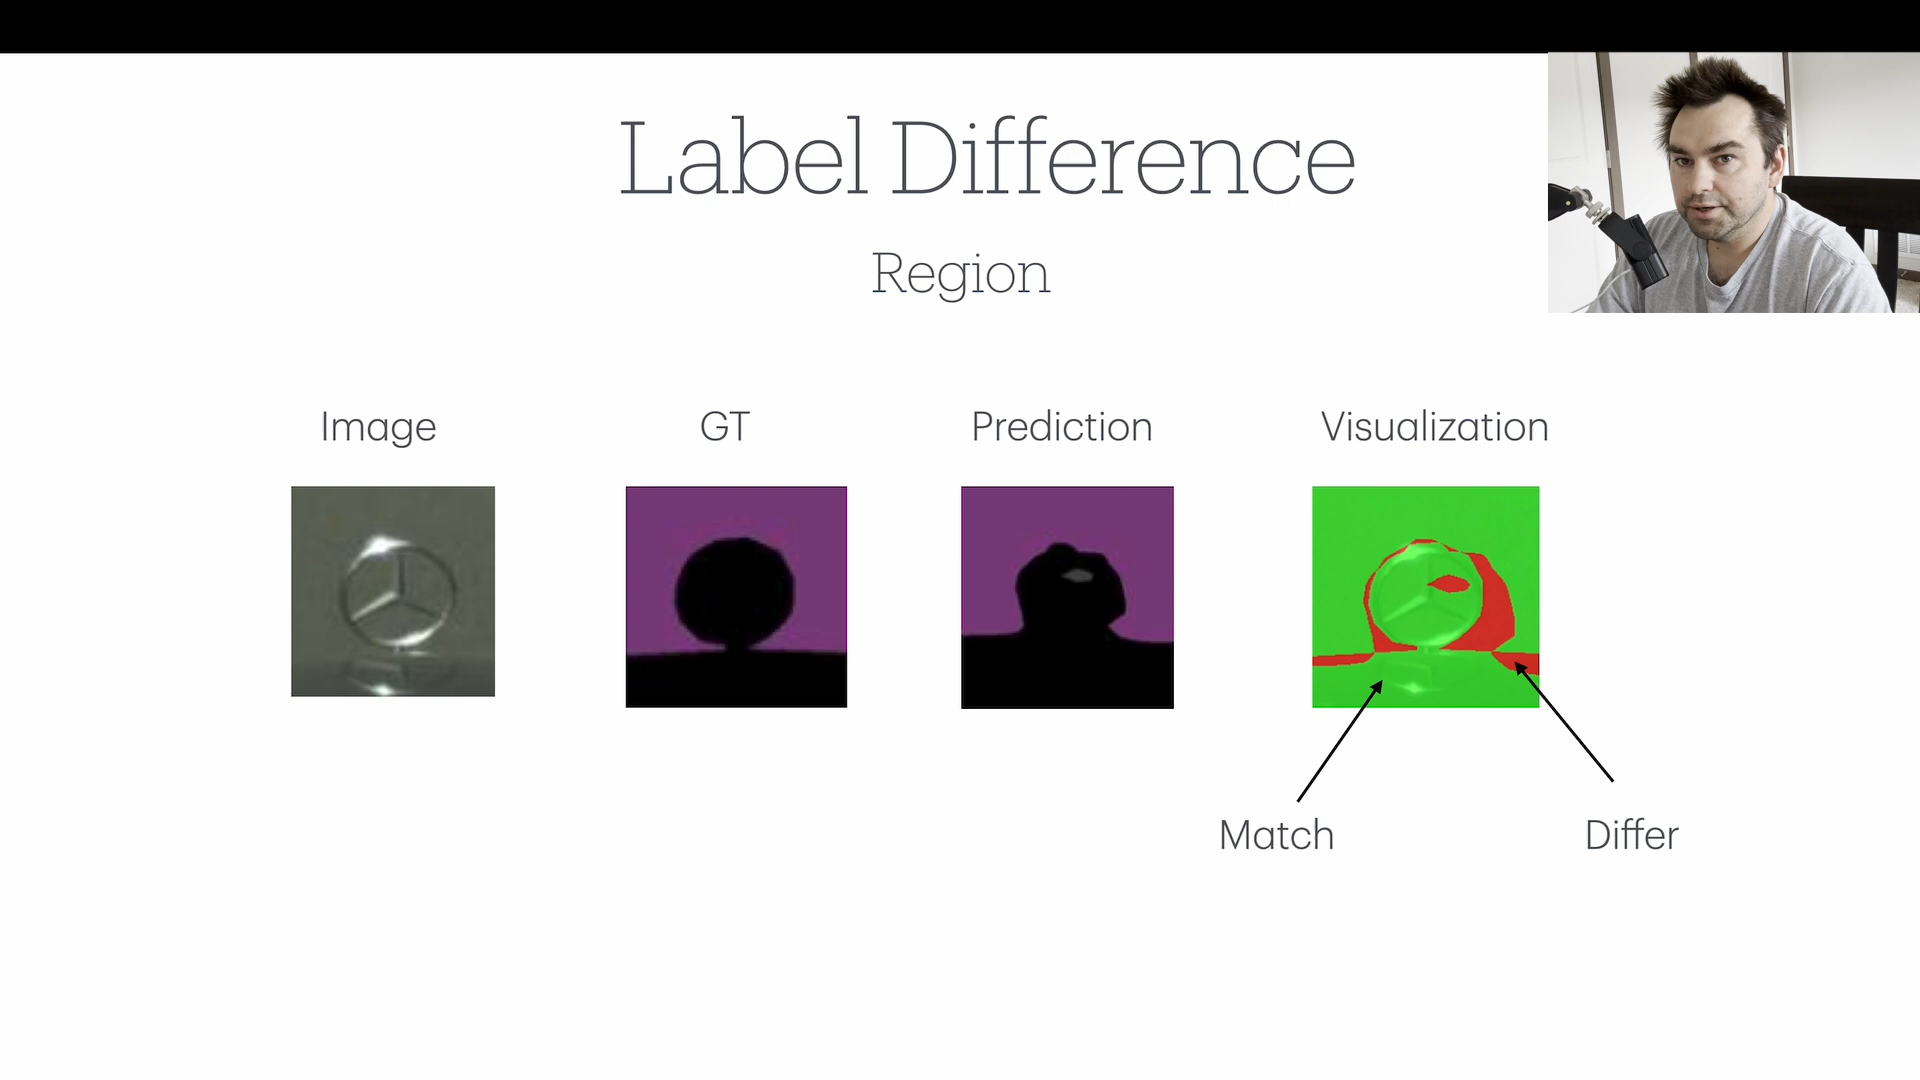 Label Difference
Region
Image
GT
Prediction
Visualization
Match
Differ